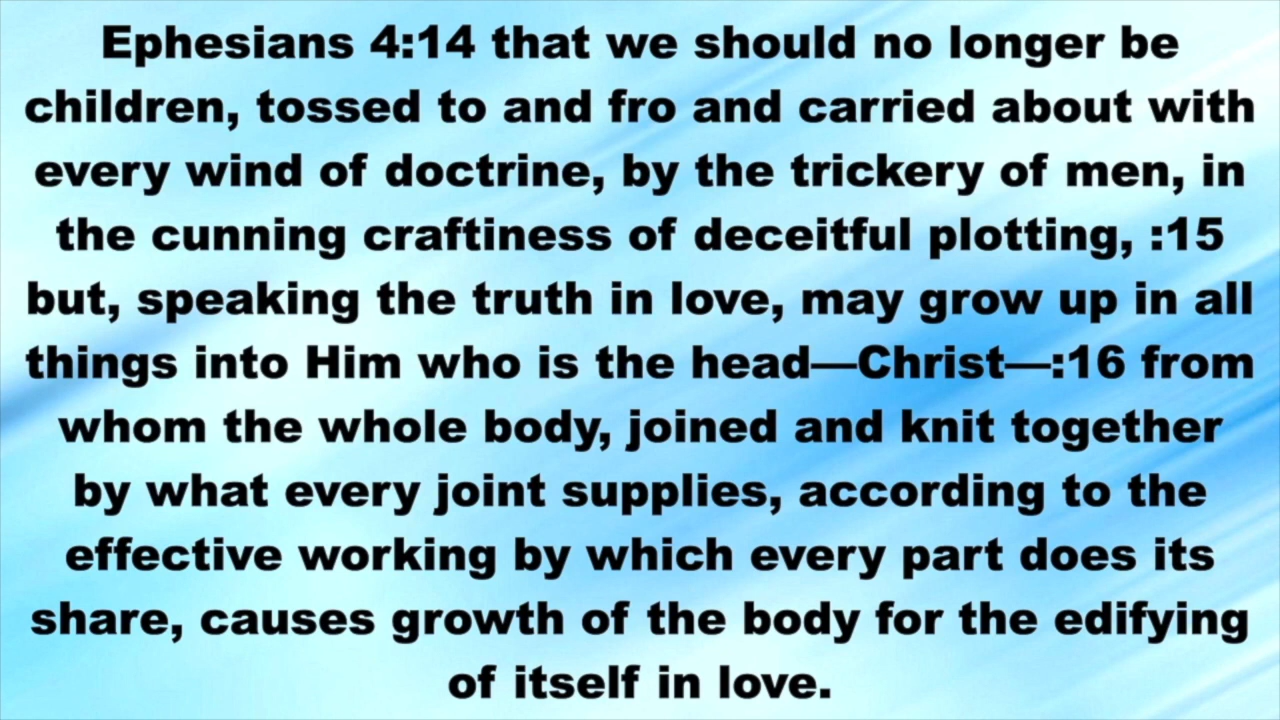 Ephesians 4:14 that we should no longer be
children, tossed to and fro and carried about with
every wind of doctrine, by the trickery of men, in
the cunning craftiness of deceitful plotting, :15
but, speaking the truth in love, may grow up in all
things into Him who is the head—Christ—:16 from
whom the whole body, joined and knit together
by what every joint supplies, according to the
effective working by which every part does its
share, causes growth of the body for the edifying
of itself in love.